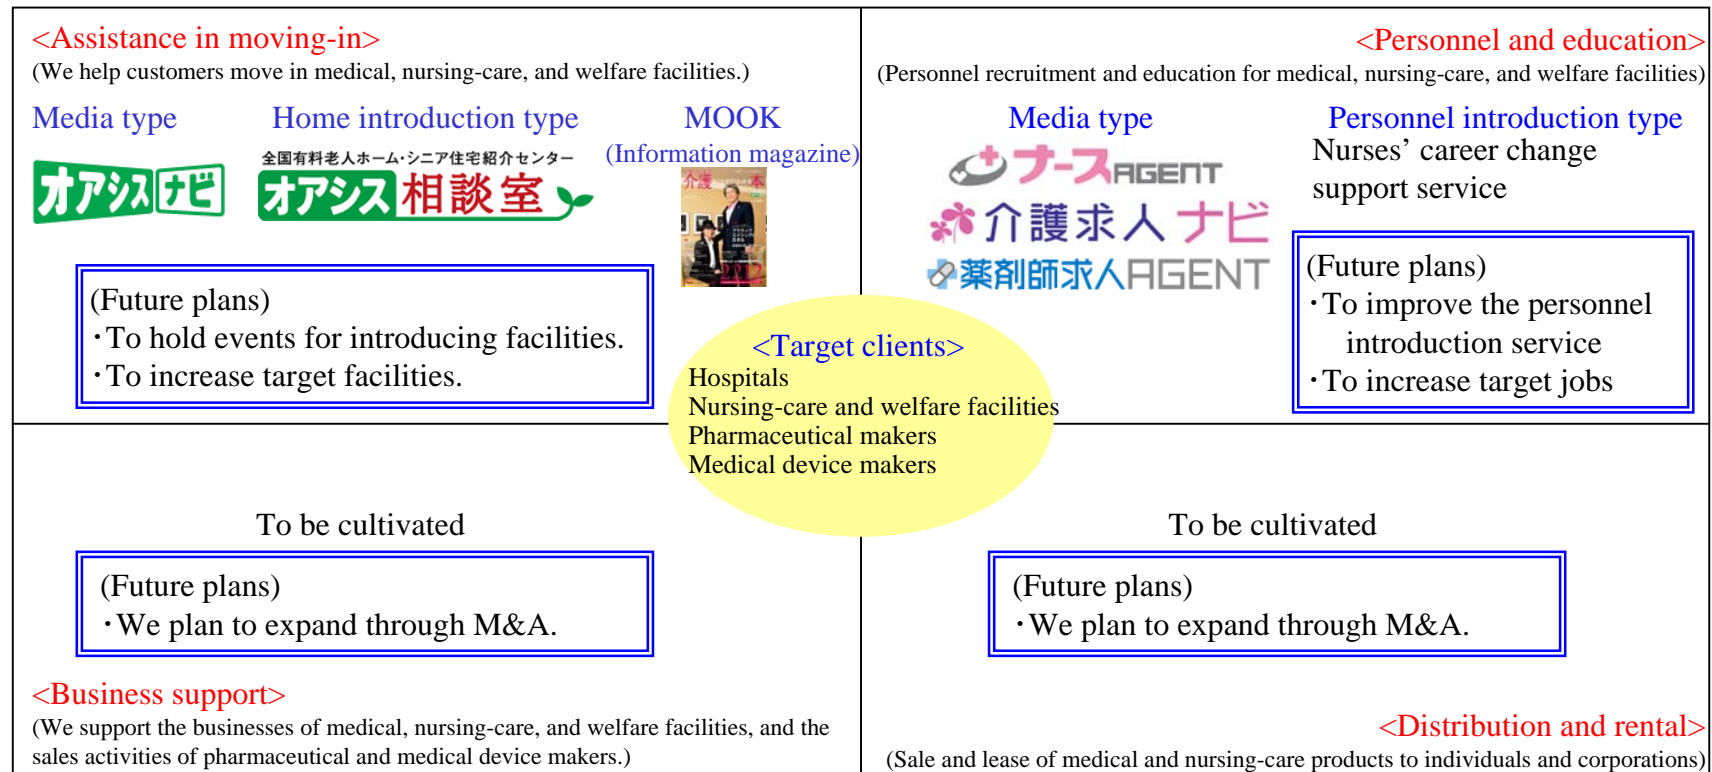 <Assistance in moving-in>
(We help customers move in medical, nursing-care, and welfare facilities.)
Media type
Home introduction type
MOOK
(Information magazine)
オアシスナビ
全国有料老人ホーム・シニア住宅紹介センター
オアシス相談室
介護
本
2212
(Future plans)
・To hold events for introducing facilities.
・To increase target facilities.
<Personnel and education>
(Personnel recruitment and education for medical, nursing-care, and welfare facilities)
Media type
Personnel introduction type
ナースAGENT
介護求人ナビ
薬剤師求人AGENT
Nurses’ career change
support service
(Future plans)
・To improve the personnel
introduction service
・To increase target jobs
<Target clients>
Hospitals
Nursing-care and welfare facilities
Pharmaceutical makers
Medical device makers
To be cultivated
(Future plans)
・We plan to expand through M&A.
<Business support>
(We support the businesses of medical, nursing-care, and welfare facilities, and the
sales activities of pharmaceutical and medical device makers.)
To be cultivated
(Future plans)
・We plan to expand through M&A.
<Distribution and rental>
(Sale and lease of medical and nursing-care products to individuals and corporations)